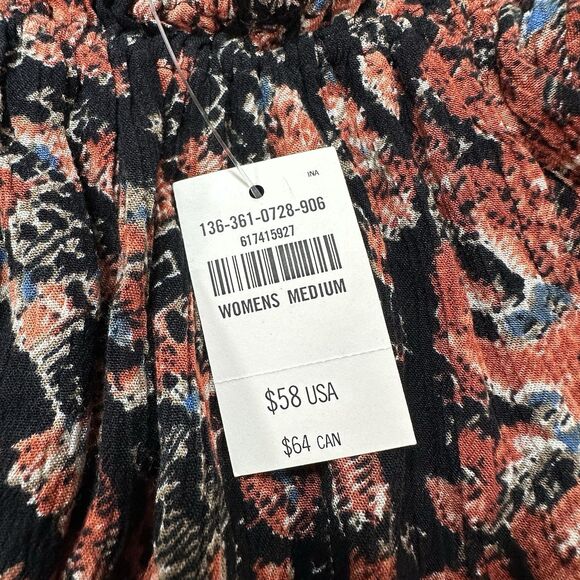 INA
136-361-0728-906
617415927
WOMENS MEDIUM
$58 USA
$64 CAN